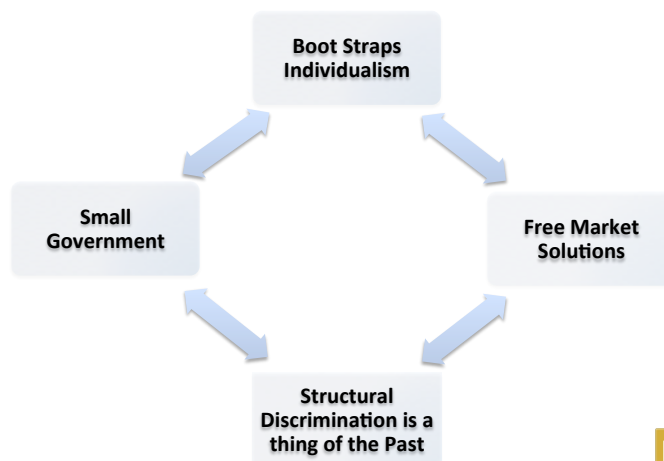 Boot Straps
Individualism
Small
Government
Free Market
Solutions
Structural
Discrimination is a
thing of the Past